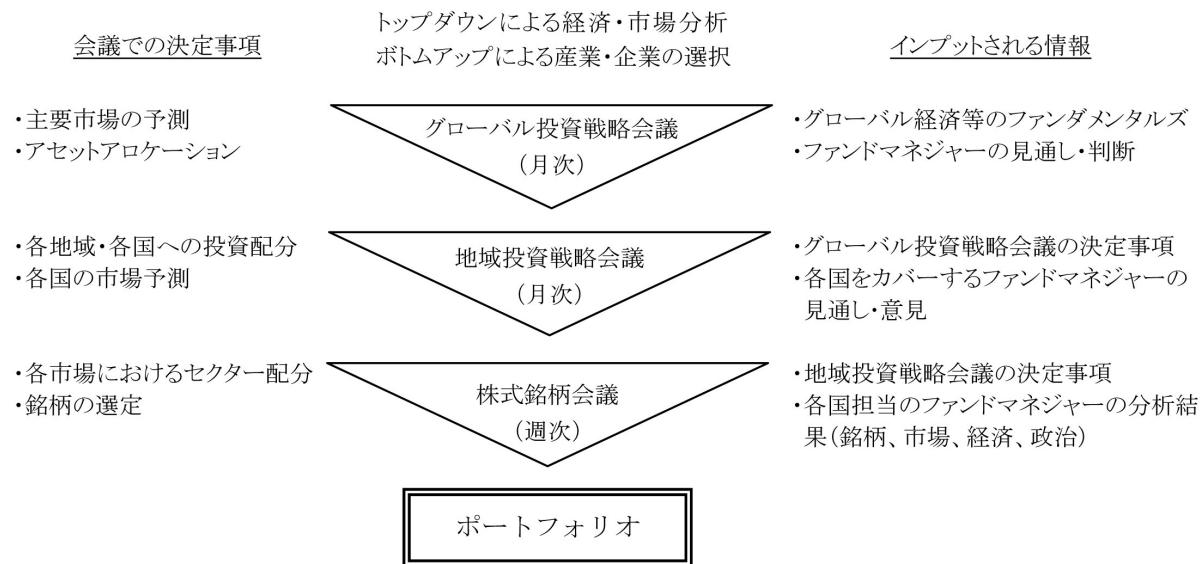 会議での決定事項
トップダウンによる経済・市場分析
ボトムアップによる産業・企業の選択
インプットされる情報
・主要市場の予測
・アセットアロケーション
グローバル投資戦略会議
（月次）
・グローバル経済等のファンダメンタルズ
・ファンドマネジャーの見通し・判断
・各地域・各国への投資配分
・各国の市場予測
地域投資戦略会議
（月次）
・グローバル投資戦略会議の決定事項
・各国をカバーするファンドマネジャーの
見通し・意見
・各市場におけるセクター配分
・銘柄の選定
株式銘柄会議
（週次）
・地域投資戦略会議の決定事項
・各国担当のファンドマネジャーの分析結
果（銘柄、市場、経済、政治）
ポートフォリオ